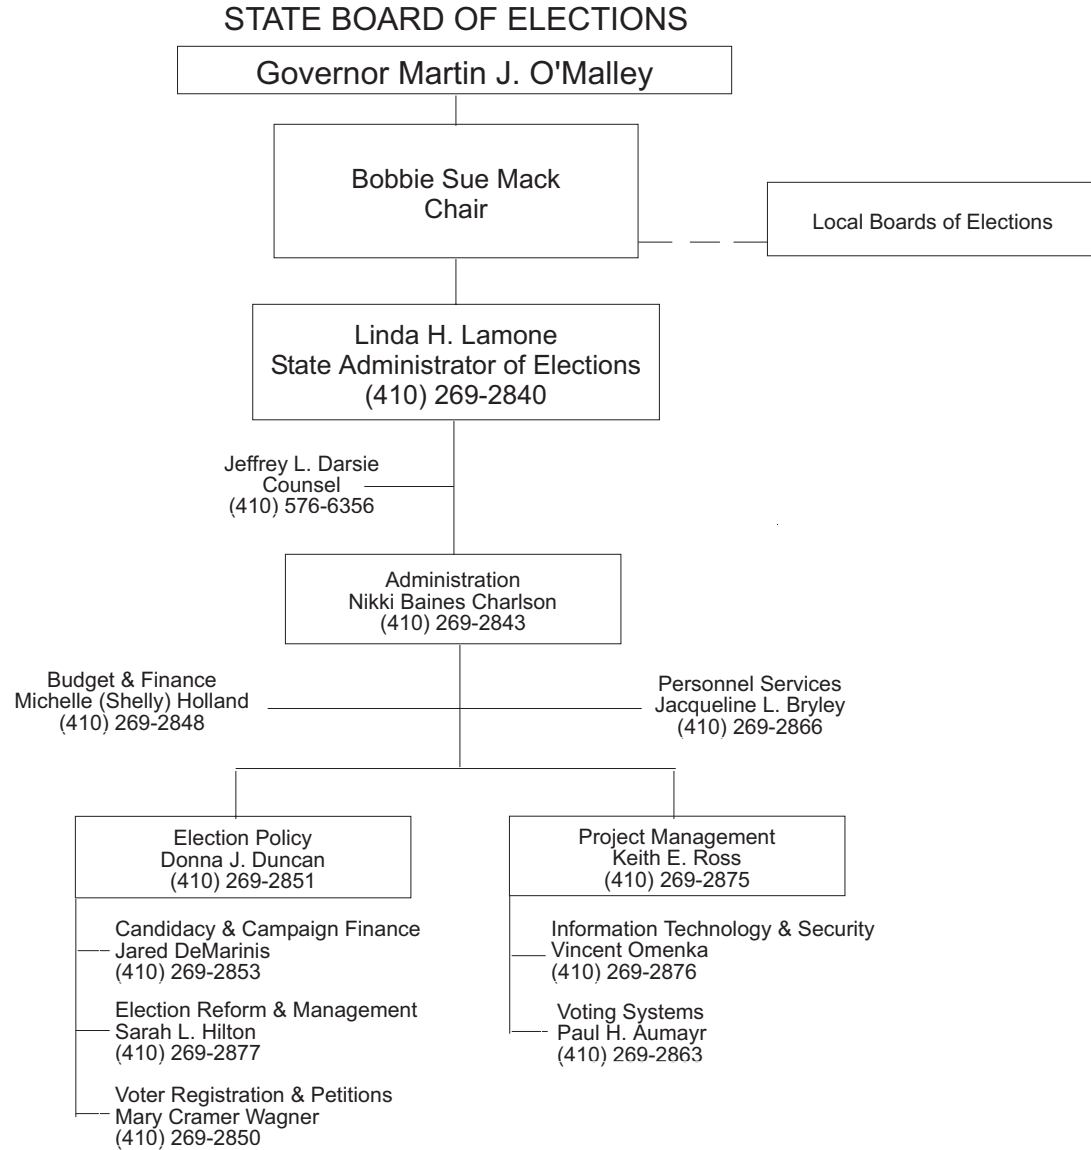 STATE BOARD OF ELECTIONS
Governor Martin J. O'Malley
Bobbie Sue Mack
Chair
Local Boards of Elections
Linda H. Lamone
State Administrator of Elections
(410) 269-2840
Jeffrey L. Darsie
Counsel
(410) 576-6356
Administration
Nikki Baines Charlson
(410) 269-2843
Budget & Finance
Michelle (Shelly) Holland
(410) 269-2848
Personnel Services
Jacqueline L. Bryley
(410) 269-2866
Election Policy
Donna J. Duncan
(410) 269-2851
Candidacy & Campaign Finance
Jared DeMarinis
(410) 269-2853
Election Reform & Management
Sarah L. Hilton
(410) 269-2877
Voter Registration & Petitions
Mary Cramer Wagner
(410) 269-2850
Project Management
Keith E. Ross
(410) 269-2875
Information Technology & Security
Vincent Omenka
(410) 269-2876
Voting Systems
Paul H. Aumayr
(410) 269-2863